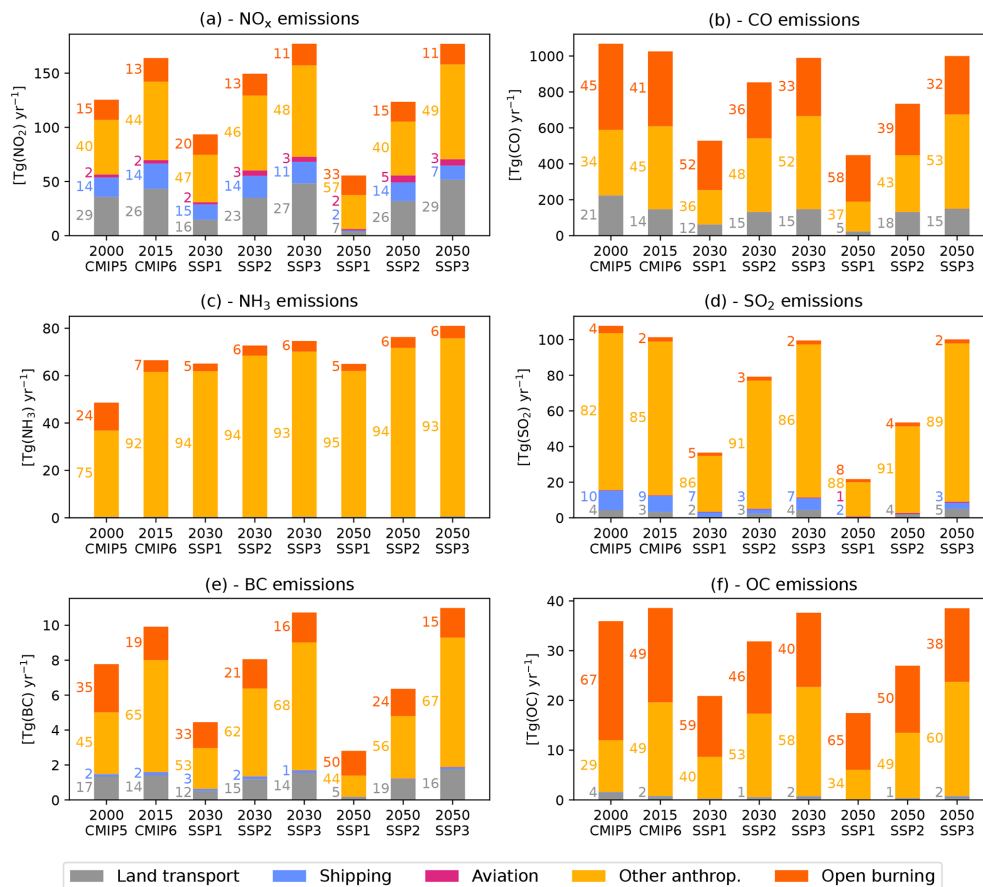 (a) - NOx emissions
[Tg(NO2) yr−1]
150
100
50
0
29
14
2
40
15
26
14
2
44
13
16
15
2
47
20
23
14
3
46
13
27
11
3
48
11
7
2
2
57
33
26
14
5
40
15
29
7
3
49
11
2000 CMIP5
2015 CMIP6
2030 SSP1
2030 SSP2
2030 SSP3
2050 SSP1
2050 SSP2
2050 SSP3
(b) - CO emissions
[Tg(CO) yr−1]
1000
800
600
400
200
0
21
34
45
14
45
41
12
36
52
15
48
36
15
52
33
5
37
58
18
43
39
15
53
32
2000 CMIP5
2015 CMIP6
2030 SSP1
2030 SSP2
2030 SSP3
2050 SSP1
2050 SSP2
2050 SSP3
(c) - NH3 emissions
[Tg(NH3) yr−1]
80
60
40
20
0
75
24
92
7
94
5
94
6
93
6
95
5
94
6
93
6
2000 CMIP5
2015 CMIP6
2030 SSP1
2030 SSP2
2030 SSP3
2050 SSP1
2050 SSP2
2050 SSP3
(d) - SO2 emissions
[Tg(SO2) yr−1]
100
80
60
40
20
0
4
10
82
4
3
9
85
2
2
7
86
5
3
3
91
3
4
7
86
2
2
1
88
8
4
91
4
5
3
89
2
2000 CMIP5
2015 CMIP6
2030 SSP1
2030 SSP2
2030 SSP3
2050 SSP1
2050 SSP2
2050 SSP3
(e) - BC emissions
[Tg(BC) yr−1]
10
8
6
4
2
0
17
2
45
35
14
2
65
19
12
3
53
33
15
2
62
21
14
1
68
16
5
44
50
19
56
24
16
67
15
2000 CMIP5
2015 CMIP6
2030 SSP1
2030 SSP2
2030 SSP3
2050 SSP1
2050 SSP2
2050 SSP3
(f) - OC emissions
[Tg(OC) yr−1]
40
30
20
10
0
4
29
67
2
49
49
40
59
1
53
46
2
58
40
34
65
1
49
50
2
60
38
2000 CMIP5
2015 CMIP6
2030 SSP1
2030 SSP2
2030 SSP3
2050 SSP1
2050 SSP2
2050 SSP3
Land transport
Shipping
Aviation
Other anthrop.
Open burning